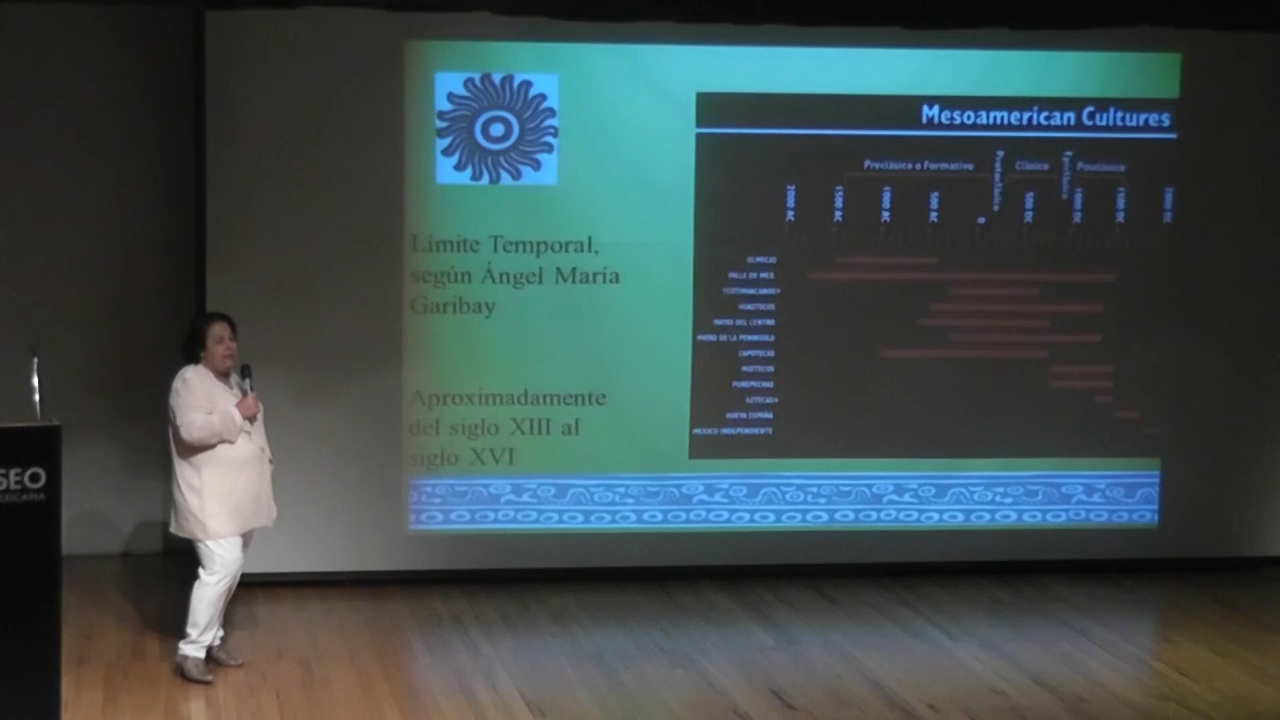 Límite Temporal,
según Ángel María
Garibay
Aproximadamente
del siglo XIII al
siglo XVI
Mesoamerican Cultures
Preclásico o Formativo
Protoclásico
Clásico
Epiclásico
Posclásico
2000 AC
1500 AC
1000 AC
500 AC
0
500 DC
1000 DC
1500 DC
2000 DC
OLMECAS
VALLE DE MEX.
TEOTIHUACANOS
HUASTECOS
MAYAS DEL CENTRO
MAYAS DE LA PENINSULA
ZAPOTECAS
MIXTECOS
PUREPECHAS
AZTECAS
NUEVA ESPAÑA
MEXICO INDEPENDIENTE
SEO
EXICANA